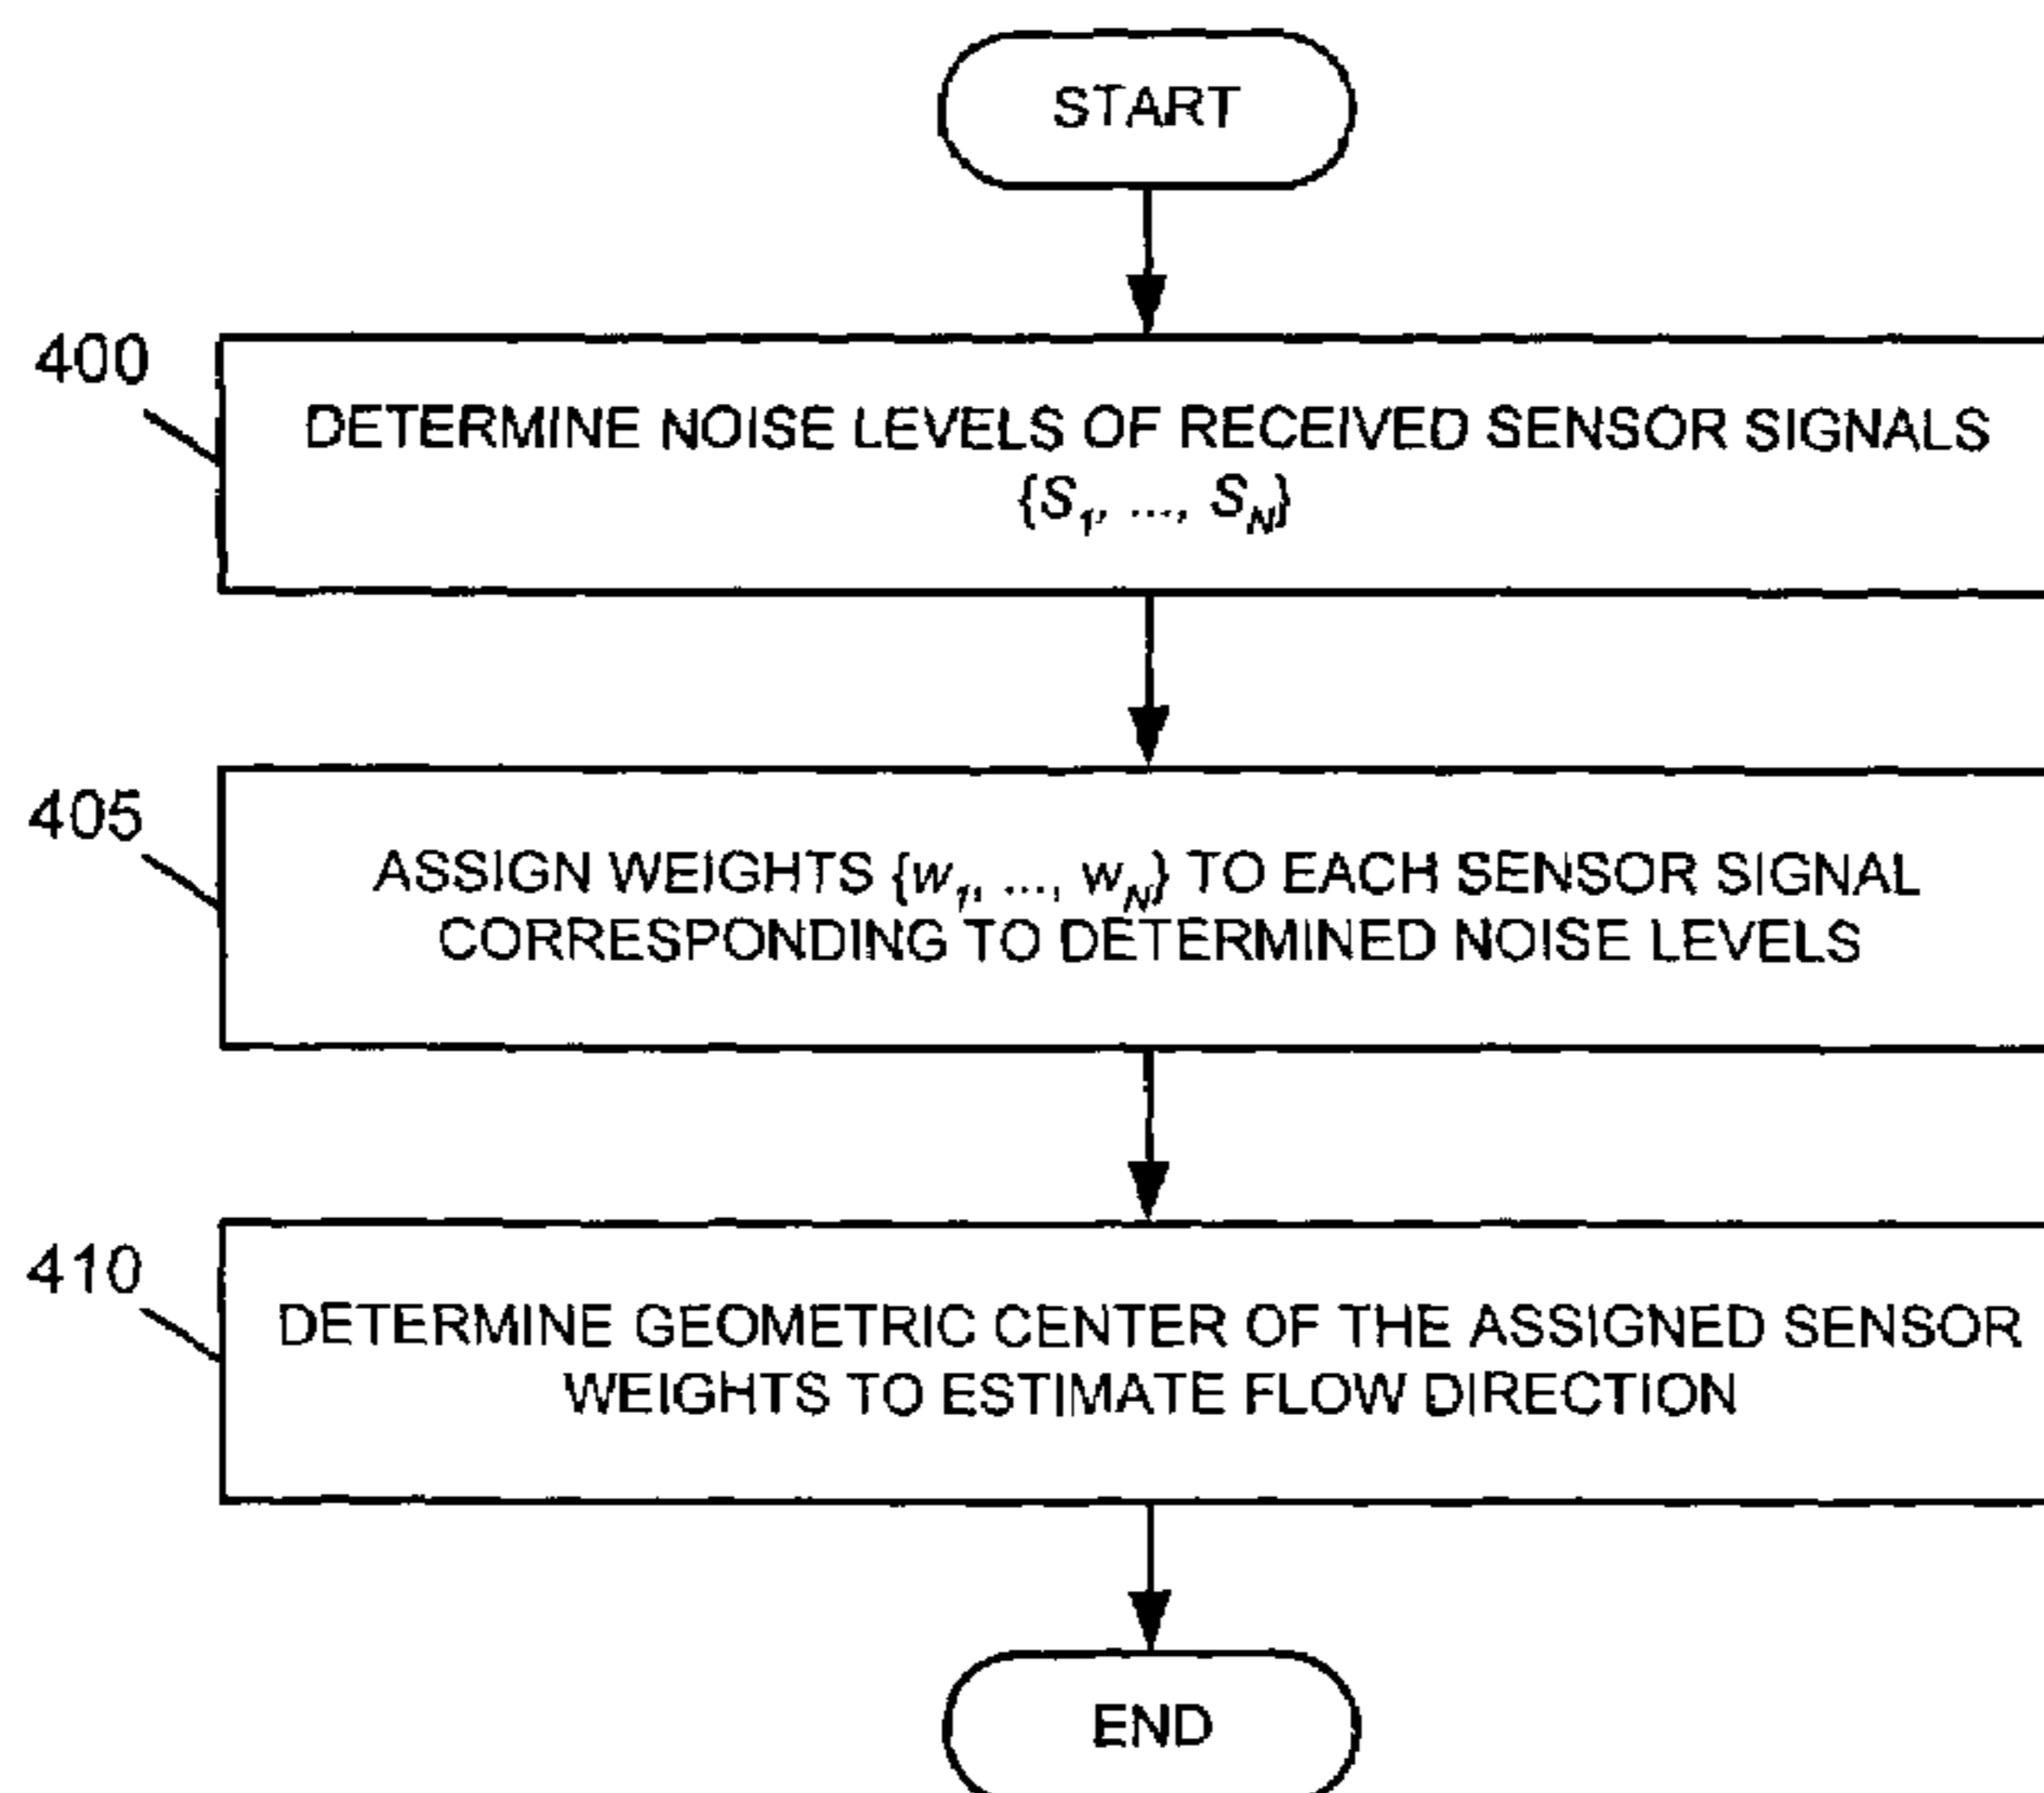 START
400
DETERMINE NOISE LEVELS OF RECEIVED SENSOR SIGNALS
{S1, ..., SN}
405
ASSIGN WEIGHTS {w1, ..., wN} TO EACH SENSOR SIGNAL
CORRESPONDING TO DETERMINED NOISE LEVELS
410
DETERMINE GEOMETRIC CENTER OF THE ASSIGNED SENSOR
WEIGHTS TO ESTIMATE FLOW DIRECTION
END